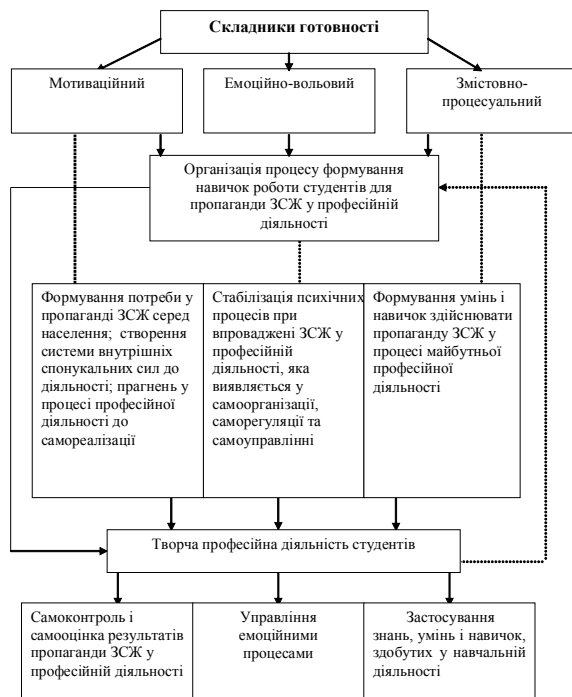 Складники готовності
Мотиваційний
Емоційно-вольовий
Змістовно-
процесуальний
Організація процесу формування
навичок роботи студентів для
пропаганди ЗСЖ у професійній
діяльності
Формування потреби у
пропаганді ЗСЖ серед
населення; створення
системи внутрішніх
спонукальних сил до
діяльності; прагнень у
процесі професійної
діяльності до
самореалізації
Стабілізація психічних
процесів при
впроваджені ЗСЖ у
професійній
діяльності, яка
виявляється у
самоорганізації,
саморегуляції та
самоуправлінні
Формування умінь і
навичок здійснювати
пропаганду ЗСЖ у
процесі майбутньої
професійної
діяльності
Творча професійна діяльність студентів
Самоконтроль і
самооцінка результатів
пропаганди ЗСЖ у
професійній діяльності
Управління
емоційними
процесами
Застосування
знань, умінь і навичок,
здобутих у навчальній
діяльності